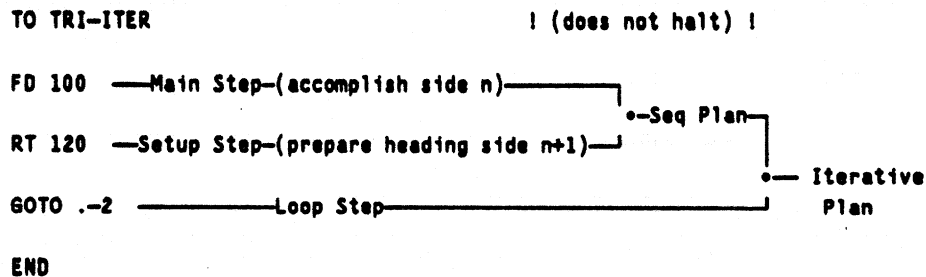 TO TRI-ITER ! (does not halt) !
FD 100 Main Step-(accomplish side n)
Seq Plan
RT 120 Setup Step-(prepare heading side n+1)
Iterative
GOTO .-2 Loop Step Plan
END